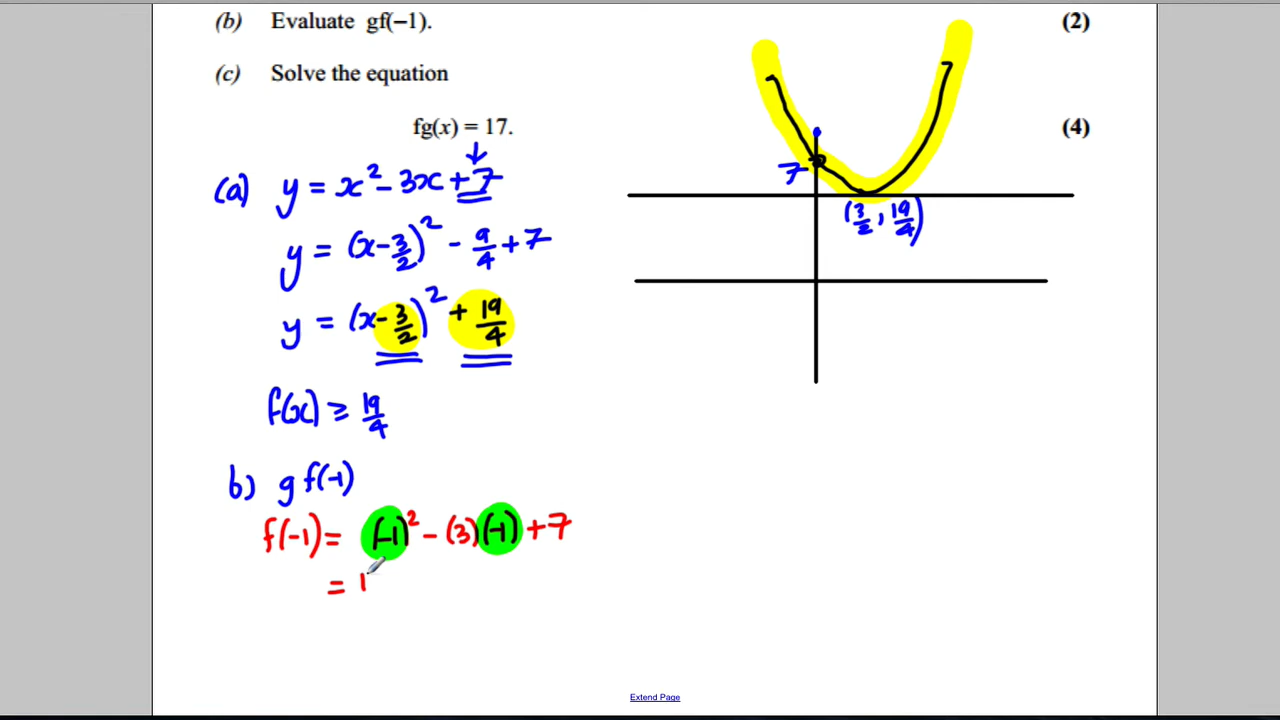 (b) Evaluate gf(−1). (2)
(c) Solve the equation
fg(x) = 17. (4)
(a) y = x² - 3x + 7
y = (x - 3/2)² - 9/4 + 7
y = (x - 3/2)² + 19/4
f(x) ≥ 19/4
b) g f(-1)
f(-1) = (-1)² - (3)(-1) + 7
= 1
7
(3/2, 19/4)
Extend Page